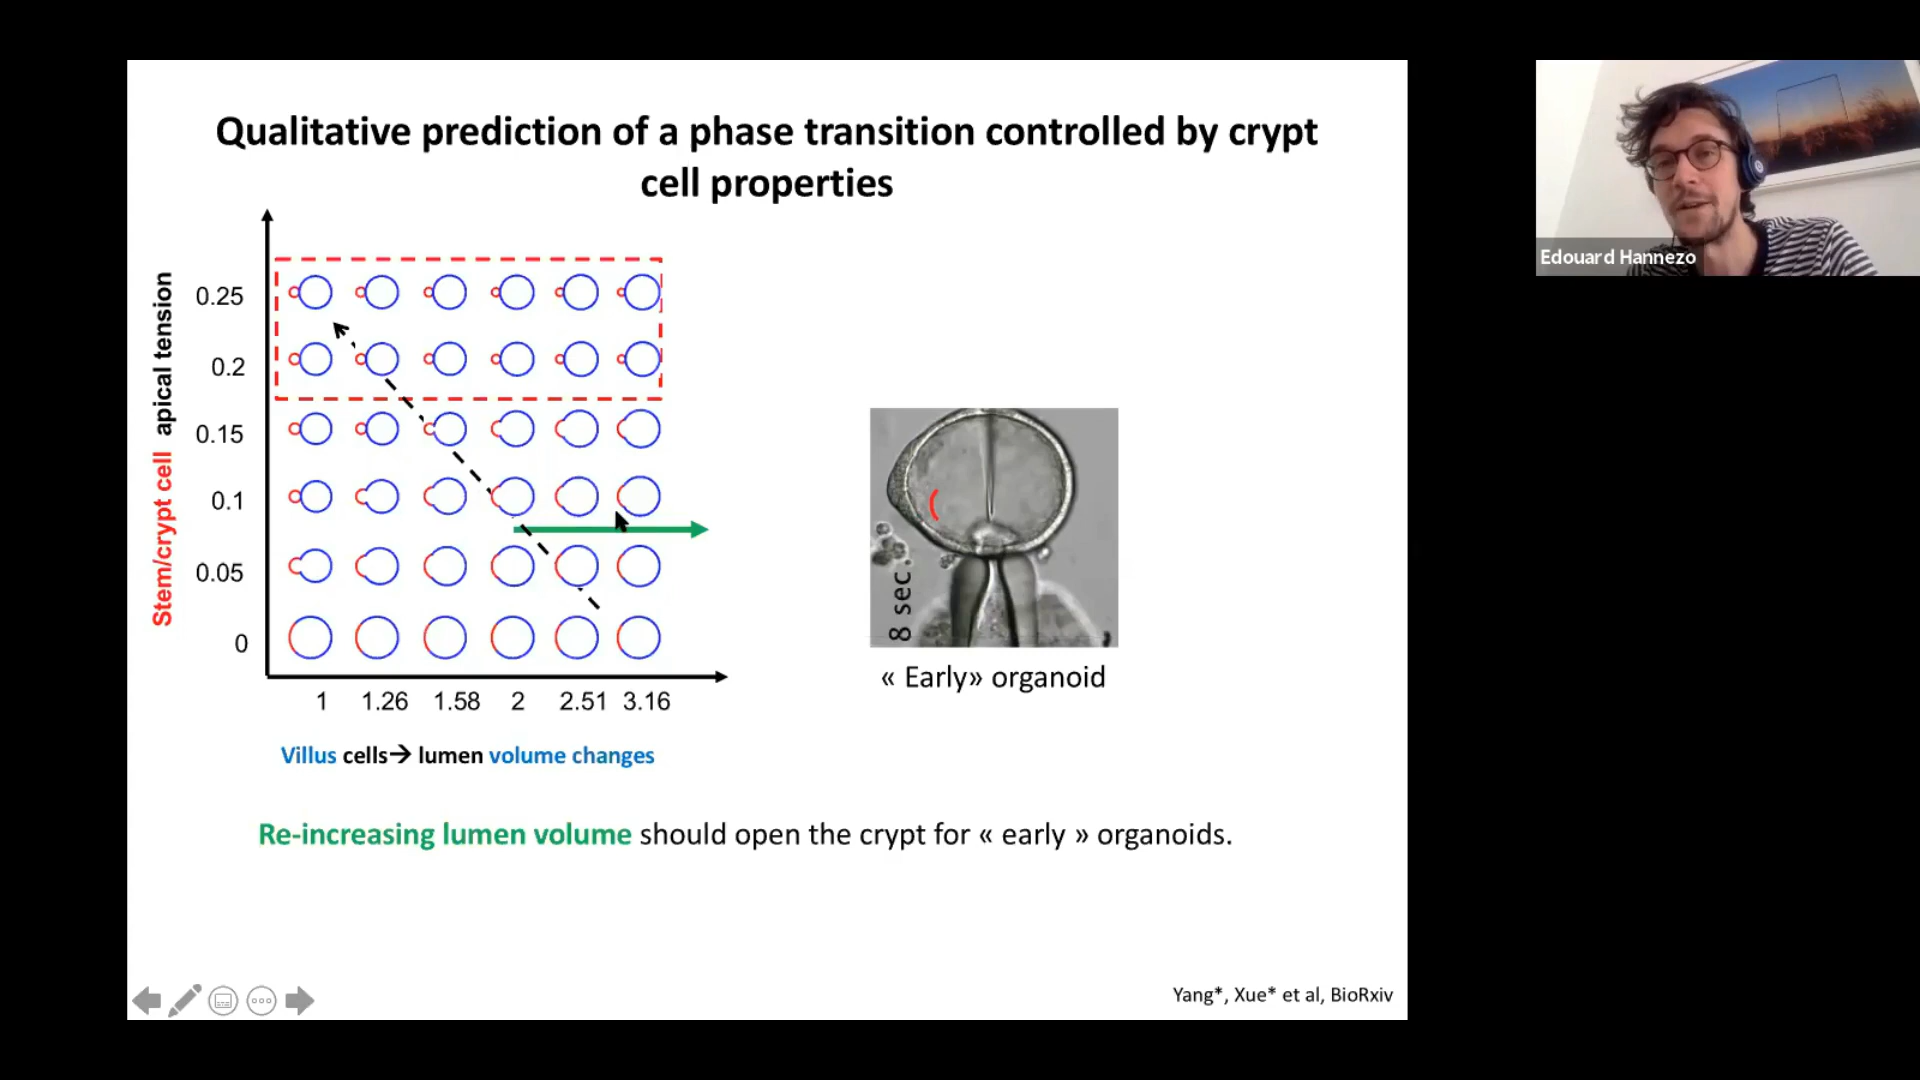 Qualitative prediction of a phase transition controlled by crypt
cell properties
Stem/crypt cell apical tension
0.25
0.2
0.15
0.1
0.05
0
1 1.26 1.58 2 2.51 3.16
Villus cells→ lumen volume changes
8 sec
« Early» organoid
Re-increasing lumen volume should open the crypt for « early » organoids.
Yang*, Xue* et al, BioRxiv
Edouard Hannezo